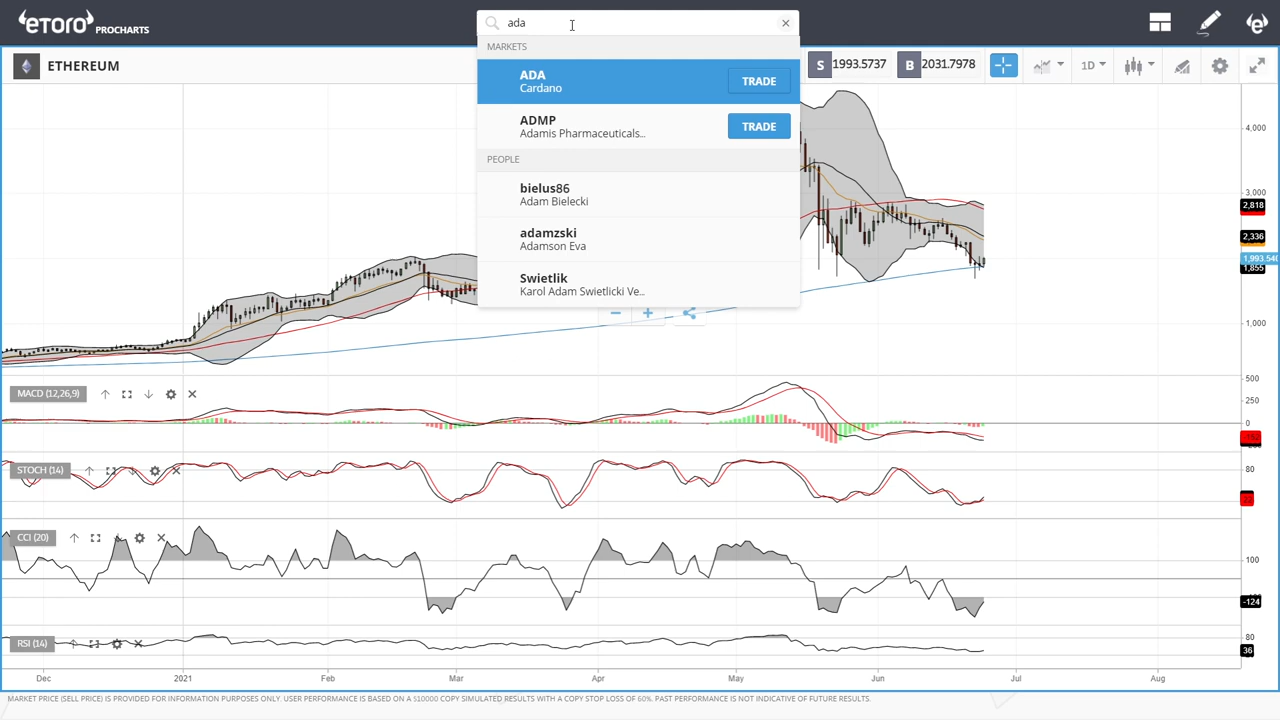 eToro PROCHARTS
ada
MARKETS
ADA
Cardano
TRADE
ADMP
Adamis Pharmaceuticals..
TRADE
PEOPLE
bielus86
Adam Bielecki
adamzski
Adamson Eva
Swietlik
Karol Adam Swietlicki Ve..
ETHEREUM
S 1993.5737
B 2031.7978
1D
4,000
3,000
2,818
2,336
1,993.540
1,855
1,000
MACD (12,26,9)
500
250
0
STOCH (14)
80
22
CCI (20)
100
-124
RSI (14)
80
36
Dec
2021
Feb
Mar
Apr
May
Jun
Jul
Aug
MARKET PRICE (SELL PRICE) IS PROVIDED FOR INFORMATION PURPOSES ONLY. USER PERFORMANCE IS BASED ON A $10000 COPY SIMULATED RESULTS WITH A COPY STOP LOSS OF 60%. PAST PERFORMANCE IS NOT INDICATIVE OF FUTURE RESULTS.